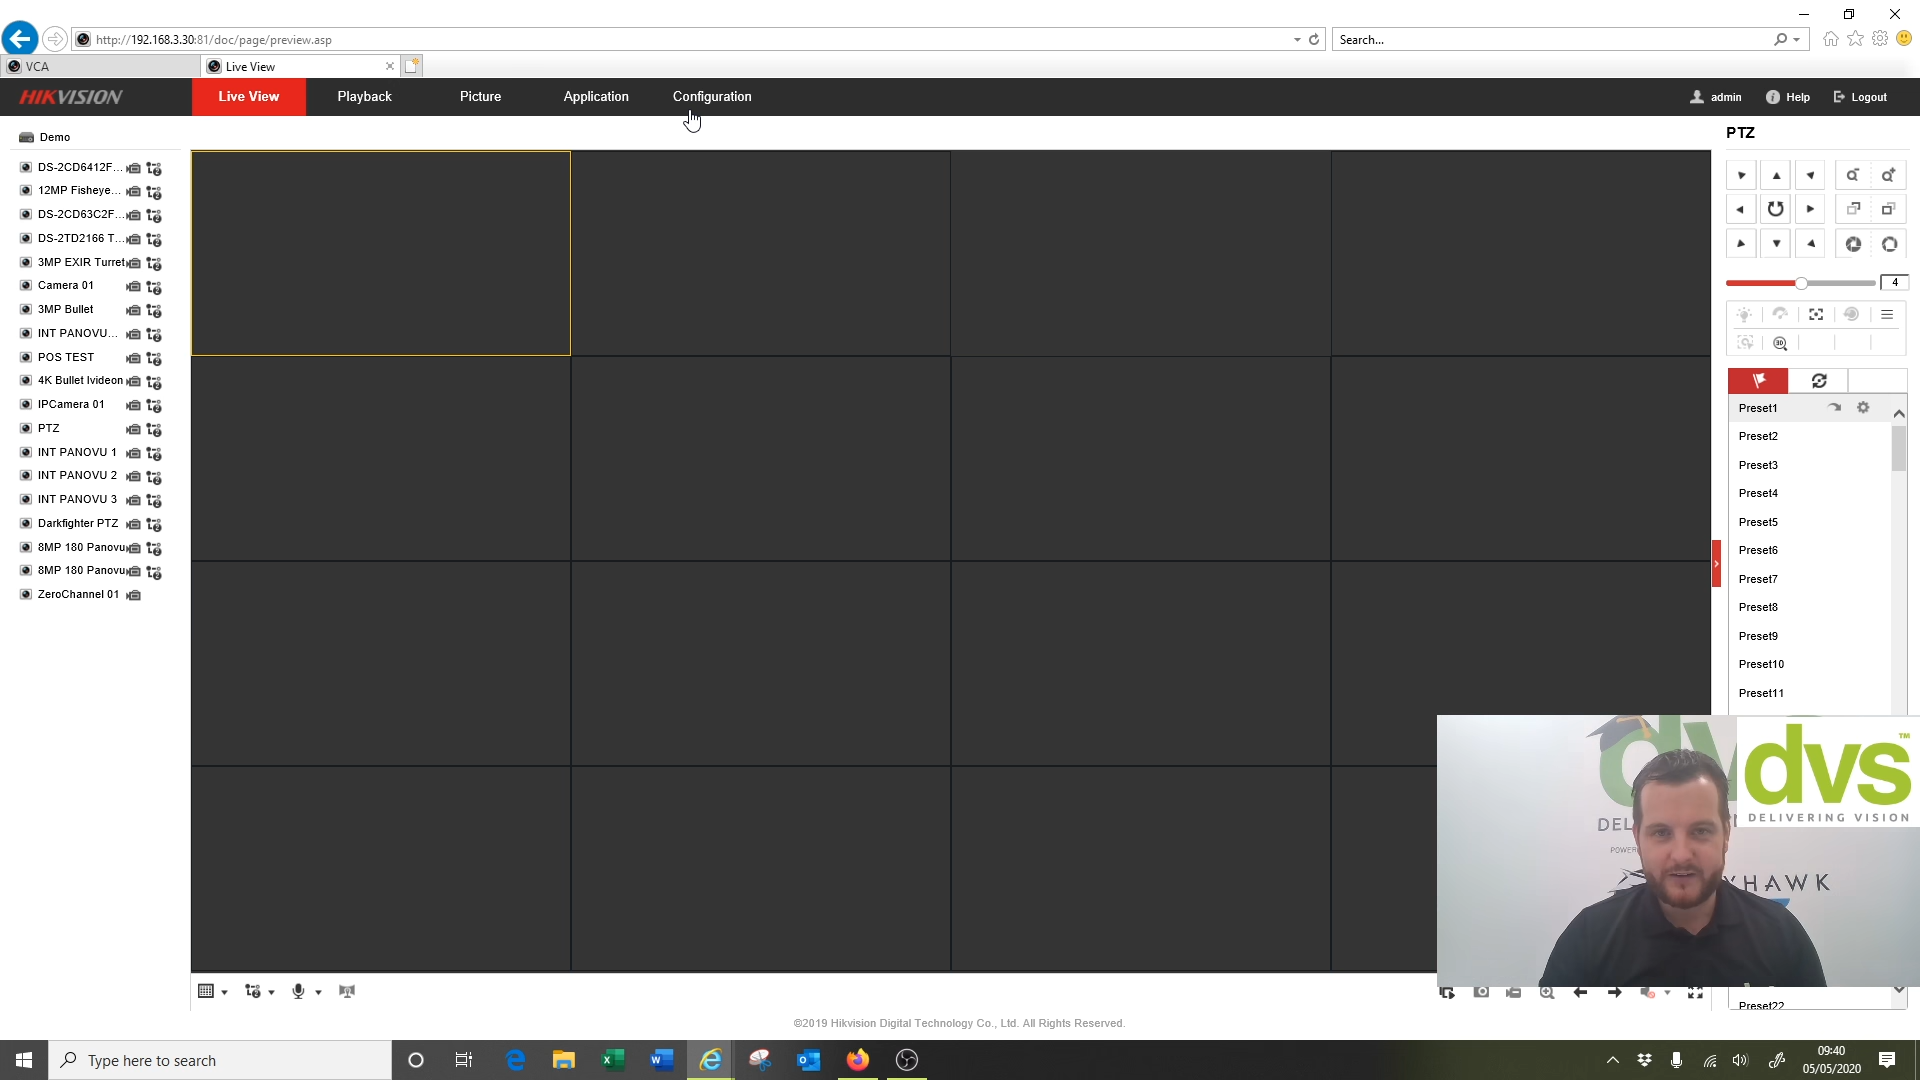 http://192.168.3.30:81/doc/page/preview.asp
Search...
VCA
Live View
HIKVISION
Live View
Playback
Picture
Application
Configuration
admin
Help
Logout
Demo
DS-2CD6412F...
12MP Fisheye...
DS-2CD63C2F...
DS-2TD2166 T...
3MP EXIR Turret
Camera 01
3MP Bullet
INT PANOVU...
POS TEST
4K Bullet Ivideon
IPCamera 01
PTZ
INT PANOVU 1
INT PANOVU 2
INT PANOVU 3
Darkfighter PTZ
8MP 180 Panovu
8MP 180 Panovu
ZeroChannel 01
PTZ
4
3D
Preset1
Preset2
Preset3
Preset4
Preset5
Preset6
Preset7
Preset8
Preset9
Preset10
Preset11
Preset22
dvs™
DELIVERING VISION
DEL
POWER
YHAWK
©2019 Hikvision Digital Technology Co., Ltd. All Rights Reserved.
Type here to search
09:40
05/05/2020